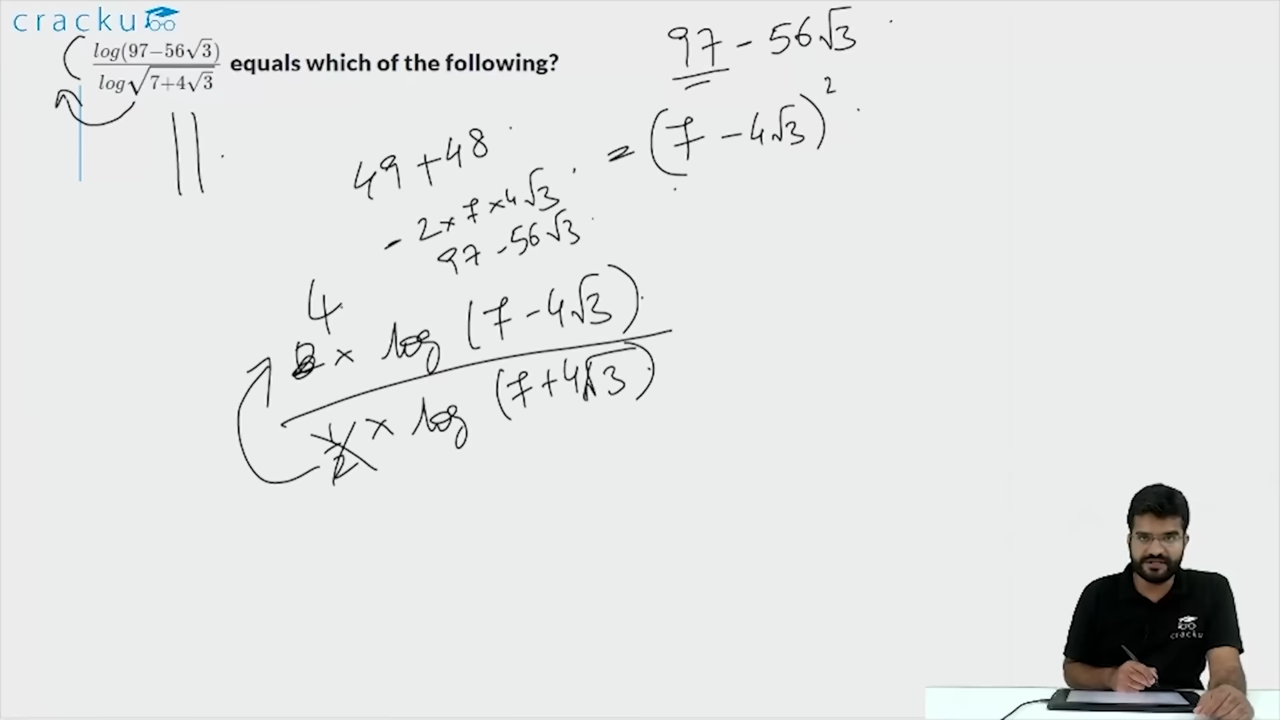 cracku
log(97−56√3)
log√7+4√3
equals which of the following?
97 - 56√3
= (7 - 4√3)²
49 + 48
- 2 × 7 × 4√3
97 - 56√3
4
2 × log (7 - 4√3)
1/2 × log (7 + 4√3)
cracku